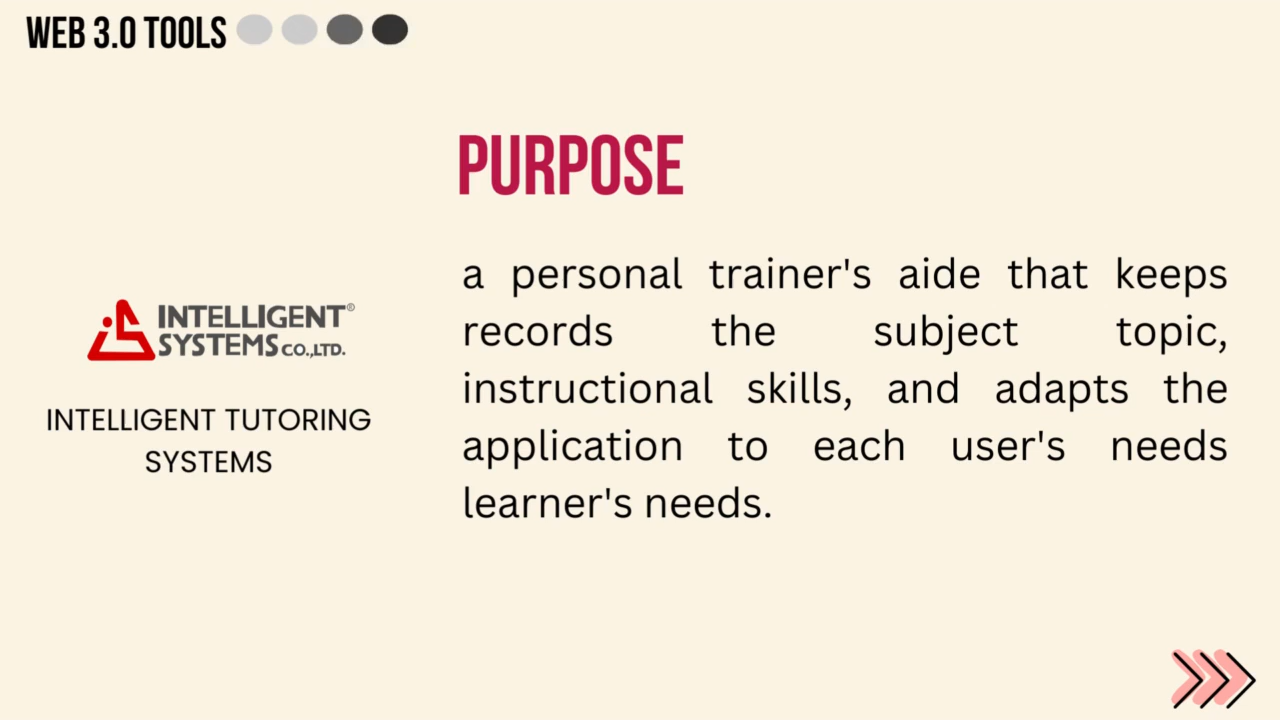 WEB 3.0 TOOLS
PURPOSE
a personal trainer's aide that keeps
records the subject topic,
instructional skills, and adapts the
application to each user's needs
learner's needs.
INTELLIGENT®
SYSTEMS CO.,LTD.
INTELLIGENT TUTORING
SYSTEMS